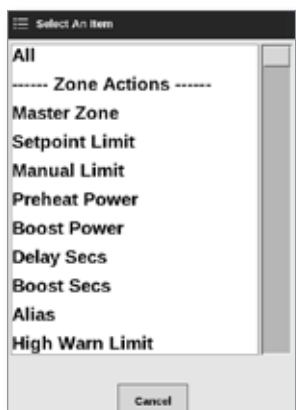 Select An Item
All
------ Zone Actions ------
Master Zone
Setpoint Limit
Manual Limit
Preheat Power
Boost Power
Delay Secs
Boost Secs
Alias
High Warn Limit
Cancel